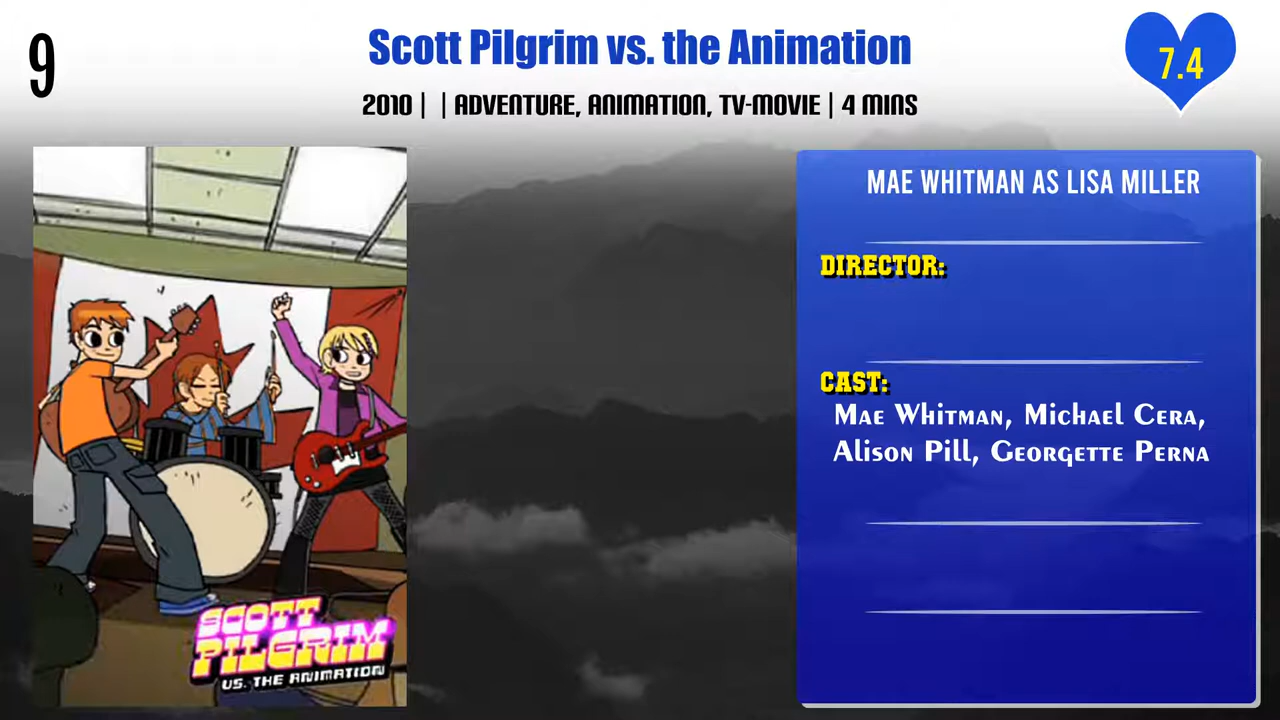 9
Scott Pilgrim vs. the Animation
7.4
2010 | | ADVENTURE, ANIMATION, TV-MOVIE | 4 MINS
MAE WHITMAN AS LISA MILLER
DIRECTOR:
CAST:
Mae Whitman, Michael Cera,
Alison Pill, Georgette Perna
SCOTT
PILGRIM
VS. THE ANIMATION